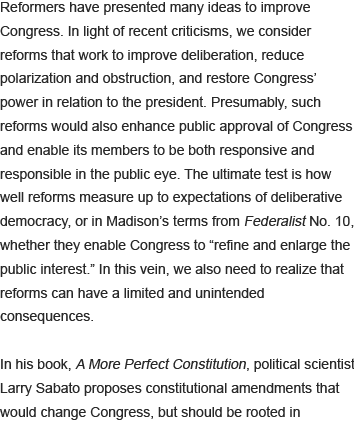 Reformers have presented many ideas to improve
Congress. In light of recent criticisms, we consider
reforms that work to improve deliberation, reduce
polarization and obstruction, and restore Congress’
power in relation to the president. Presumably, such
reforms would also enhance public approval of Congress
and enable its members to be both responsive and
responsible in the public eye. The ultimate test is how
well reforms measure up to expectations of deliberative
democracy, or in Madison’s terms from Federalist No. 10,
whether they enable Congress to “refine and enlarge the
public interest.” In this vein, we also need to realize that
reforms can have a limited and unintended
consequences.
In his book, A More Perfect Constitution, political scientist
Larry Sabato proposes constitutional amendments that
would change Congress, but should be rooted in